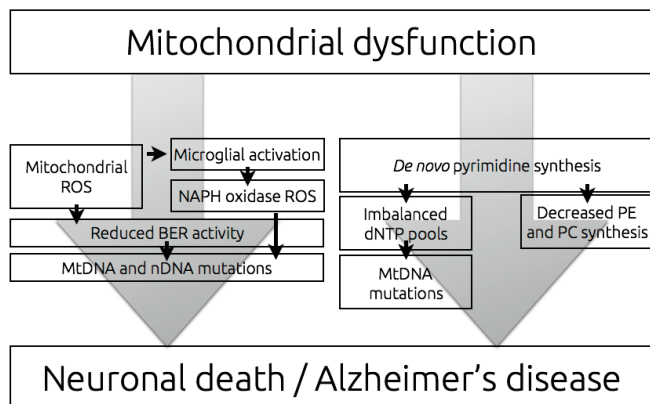 Mitochondrial dysfunction
Mitochondrial
ROS
Microglial activation
NAPH oxidase ROS
Reduced BER activity
MtDNA and nDNA mutations
De novo pyrimidine synthesis
Imbalanced
dNTP pools
Decreased PE
and PC synthesis
MtDNA
mutations
Neuronal death / Alzheimer's disease